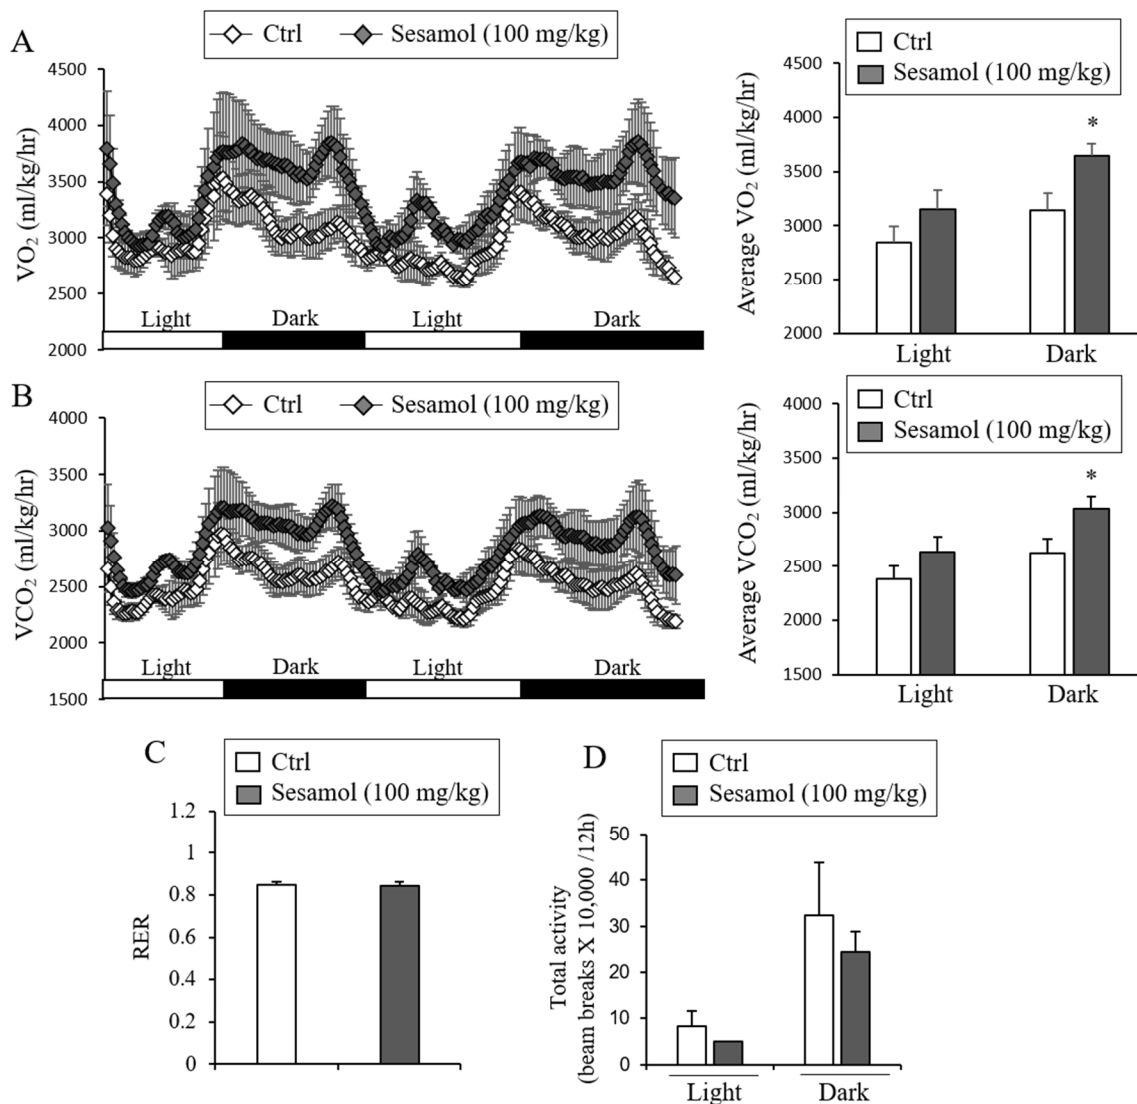 A
Ctrl Sesamol (100 mg/kg)
VO2 (ml/kg/hr)
4500
4000
3500
3000
2500
2000
Light Dark Light Dark
Ctrl
Sesamol (100 mg/kg)
Average VO2 (ml/kg/hr)
4500
4000
3500
3000
2500
2000
*
Light Dark
B
Ctrl Sesamol (100 mg/kg)
VCO2 (ml/kg/hr)
4000
3500
3000
2500
2000
1500
Light Dark Light Dark
Ctrl
Sesamol (100 mg/kg)
Average VCO2 (ml/kg/hr)
4000
3500
3000
2500
2000
1500
*
Light Dark
C
Ctrl
Sesamol (100 mg/kg)
RER
1.2
1
0.8
0.6
0.4
0.2
0
D
Ctrl
Sesamol (100 mg/kg)
Total activity
(beam breaks X 10,000 /12h)
50
40
30
20
10
0
Light Dark